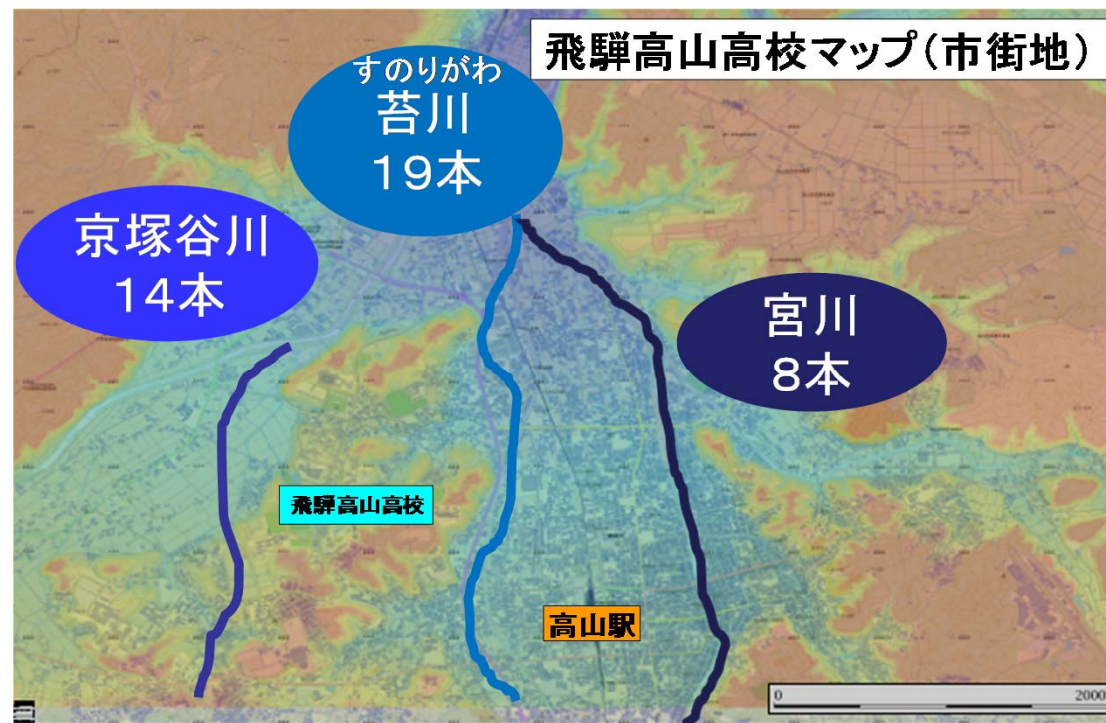 飛騨高山高校マップ（市街地）
すのりがわ
苔川
19本
京塚谷川
14本
宮川
8本
飛騨高山高校
高山駅
0
2000